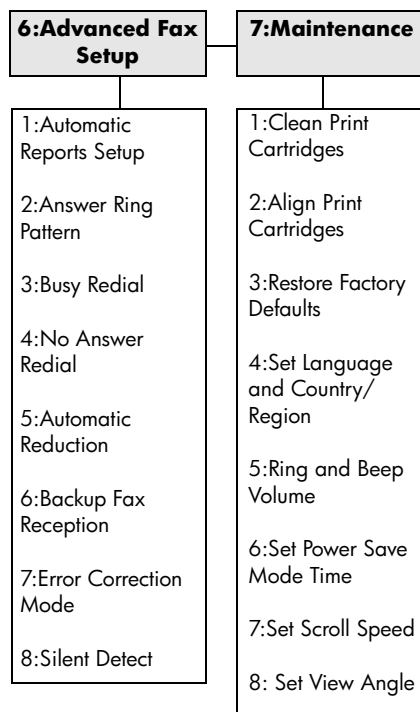 6:Advanced Fax
Setup
1:Automatic
Reports Setup
2:Answer Ring
Pattern
3:Busy Redial
4:No Answer
Redial
5:Automatic
Reduction
6:Backup Fax
Reception
7:Error Correction
Mode
8:Silent Detect
7:Maintenance
1:Clean Print
Cartridges
2:Align Print
Cartridges
3:Restore Factory
Defaults
4:Set Language
and Country/
Region
5:Ring and Beep
Volume
6:Set Power Save
Mode Time
7:Set Scroll Speed
8: Set View Angle